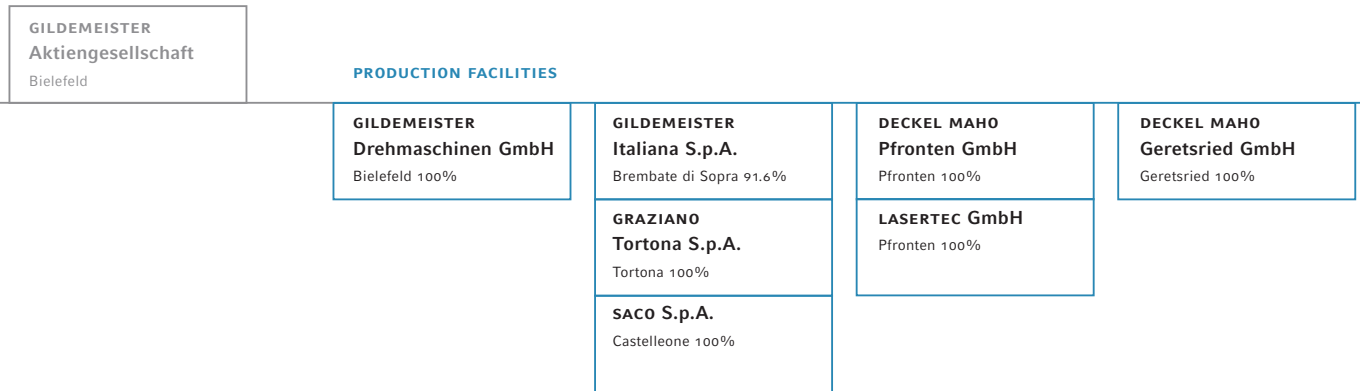 GILDEMEISTER
Aktiengesellschaft
Bielefeld
PRODUCTION FACILITIES
GILDEMEISTER
Drehmaschinen GmbH
Bielefeld 100%
GILDEMEISTER
Italiana S.p.A.
Brembate di Sopra 91.6%
GRAZIANO
Tortona S.p.A.
Tortona 100%
SACO S.p.A.
Castelleone 100%
DECKEL MAHO
Pfronten GmbH
Pfronten 100%
LASERTEC GmbH
Pfronten 100%
DECKEL MAHO
Geretsried GmbH
Geretsried 100%